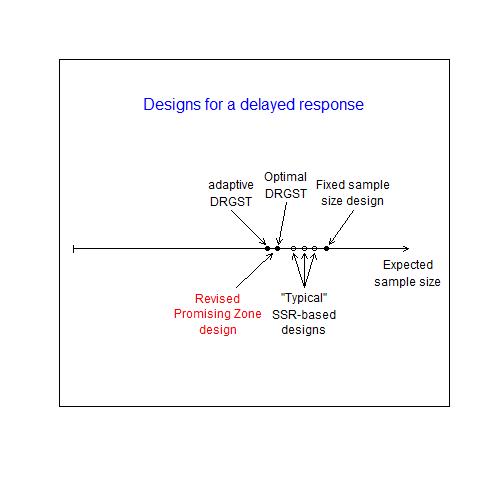 Designs for a delayed response
adaptive
DRGST
Optimal
DRGST
Fixed sample
size design
Expected
sample size
Revised
Promising Zone
design
"Typical"
SSR-based
designs